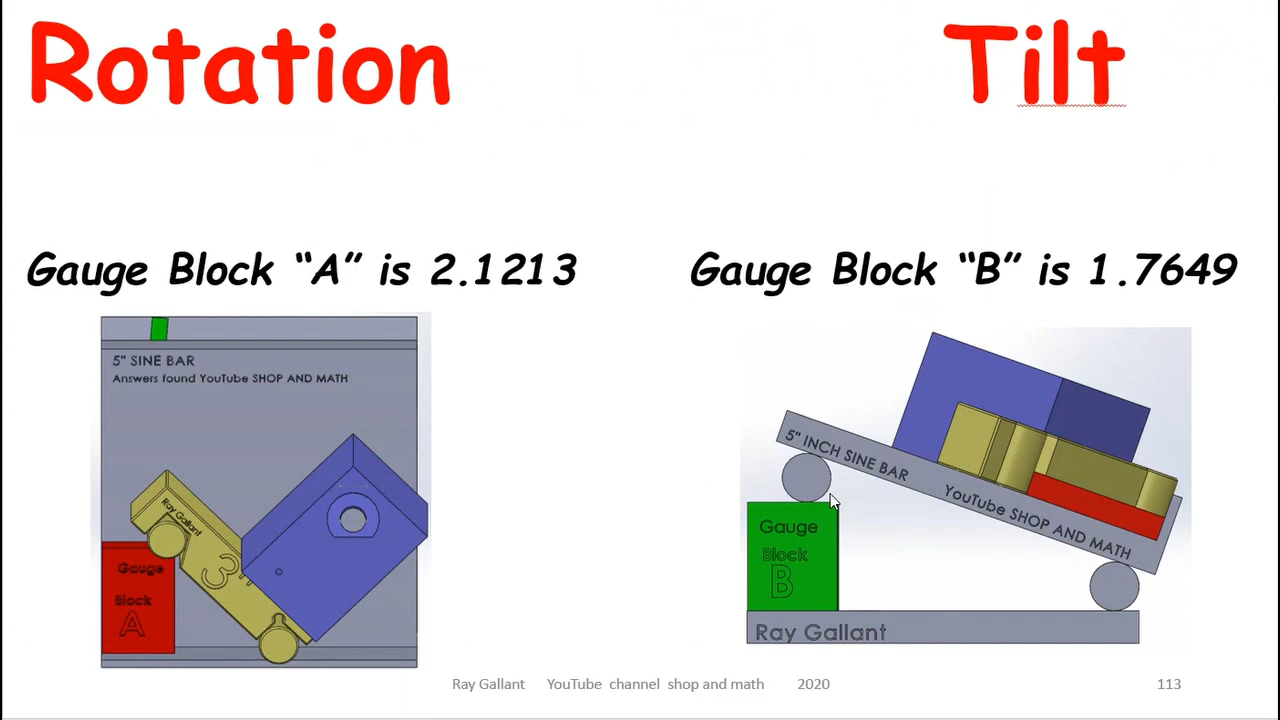 Rotation
Tilt
Gauge Block “A” is 2.1213
Gauge Block “B” is 1.7649
5" SINE BAR
Answers found YouTube SHOP AND MATH
Ray Gallant
3
Gauge
Block
A
5" INCH SINE BAR
YouTube SHOP AND MATH
Gauge
Block
B
Ray Gallant
Ray Gallant YouTube channel shop and math 2020
113